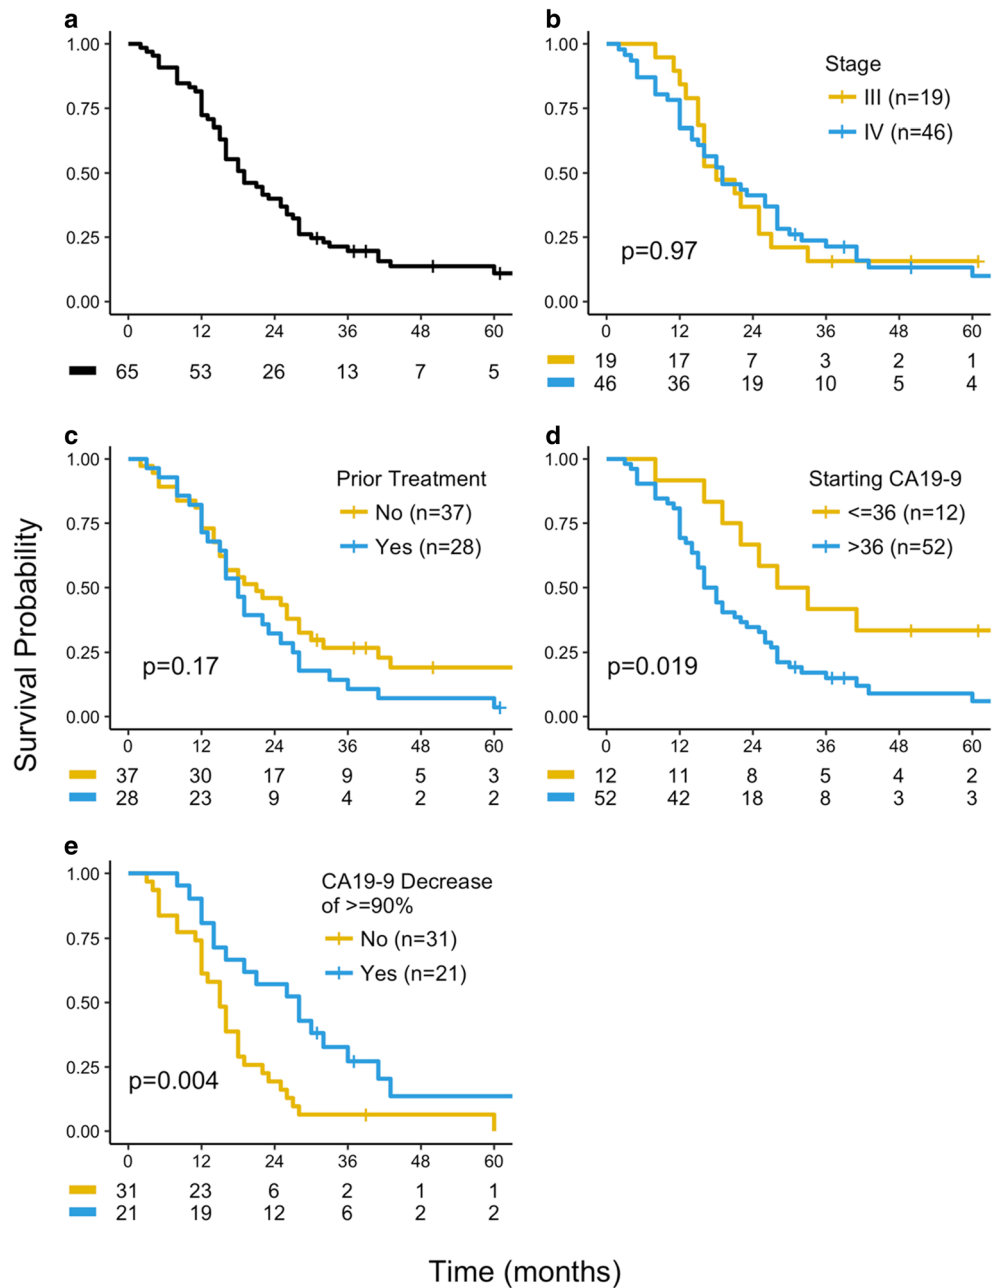 a
1.00
0.75
0.50
0.25
0.00
0 12 24 36 48 60
65 53 26 13 7 5
b
Stage
III (n=19)
IV (n=46)
1.00
0.75
0.50
0.25
0.00
p=0.97
0 12 24 36 48 60
19 17 7 3 2 1
46 36 19 10 5 4
Survival Probability
c
Prior Treatment
No (n=37)
Yes (n=28)
1.00
0.75
0.50
0.25
0.00
p=0.17
0 12 24 36 48 60
37 30 17 9 5 3
28 23 9 4 2 2
d
Starting CA19-9
<=36 (n=12)
>36 (n=52)
1.00
0.75
0.50
0.25
0.00
p=0.019
0 12 24 36 48 60
12 11 8 5 4 2
52 42 18 8 3 3
e
CA19-9 Decrease
of >=90%
No (n=31)
Yes (n=21)
1.00
0.75
0.50
0.25
0.00
p=0.004
0 12 24 36 48 60
31 23 6 2 1 1
21 19 12 6 2 2
Time (months)